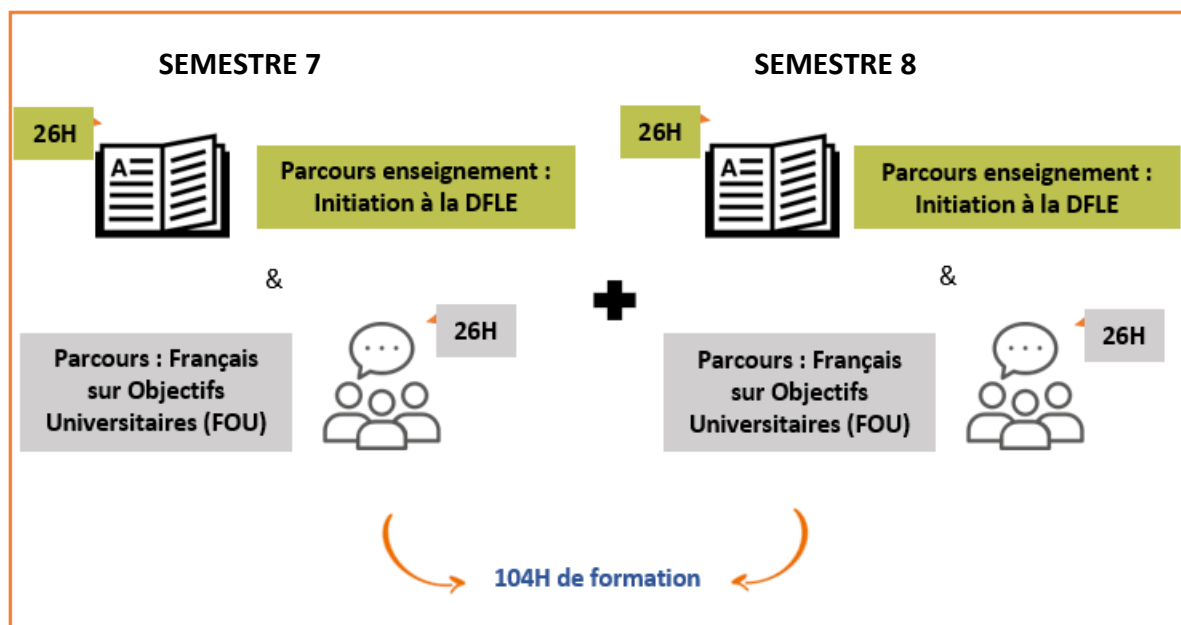 SEMESTRE 7
26H
A
Parcours enseignement :
Initiation à la DFLE
&
26H
Parcours : Français
sur Objectifs
Universitaires (FOU)
SEMESTRE 8
26H
A
Parcours enseignement :
Initiation à la DFLE
&
26H
Parcours : Français
sur Objectifs
Universitaires (FOU)
104H de formation